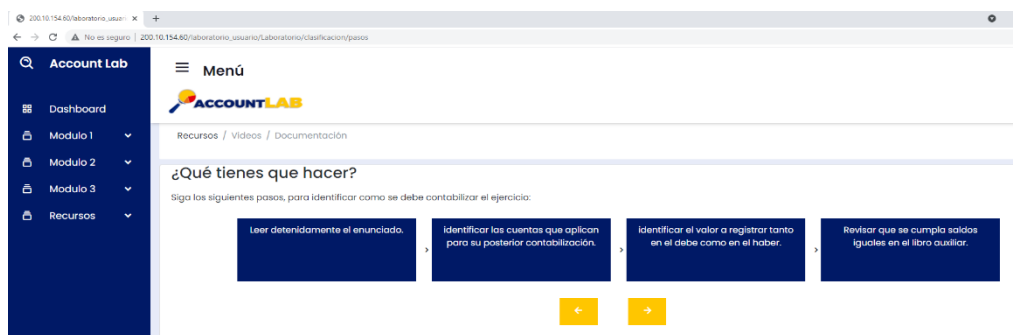 200.10.154.60/laboratorio_usuari
No es seguro | 200.10.154.60/laboratorio_usuario/Laboratorio/clasificacion/pasos
Account Lab
Menú
ACCOUNTLAB
Dashboard
Modulo 1
Modulo 2
Modulo 3
Recursos
Recursos / Videos / Documentación
¿Qué tienes que hacer?
Siga los siguientes pasos, para identificar como se debe contabilizar el ejercicio:
Leer detenidamente el enunciado.
identificar las cuentas que aplican
para su posterior contabilización.
identificar el valor a registrar tanto
en el debe como en el haber.
Revisar que se cumpla saldos
iguales en el libro auxiliar.